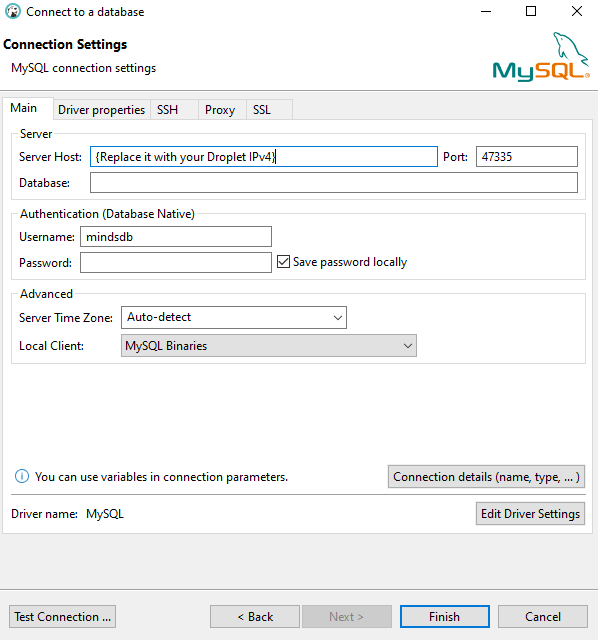 Connect to a database
Connection Settings
MySQL connection settings
MySQL®
Main Driver properties SSH Proxy SSL
Server
Server Host: {Replace it with your Droplet IPv4} Port: 47335
Database:
Authentication (Database Native)
Username: mindsdb
Password: Save password locally
Advanced
Server Time Zone: Auto-detect
Local Client: MySQL Binaries
You can use variables in connection parameters. Connection details (name, type, ... )
Driver name: MySQL Edit Driver Settings
Test Connection ... < Back Next > Finish Cancel